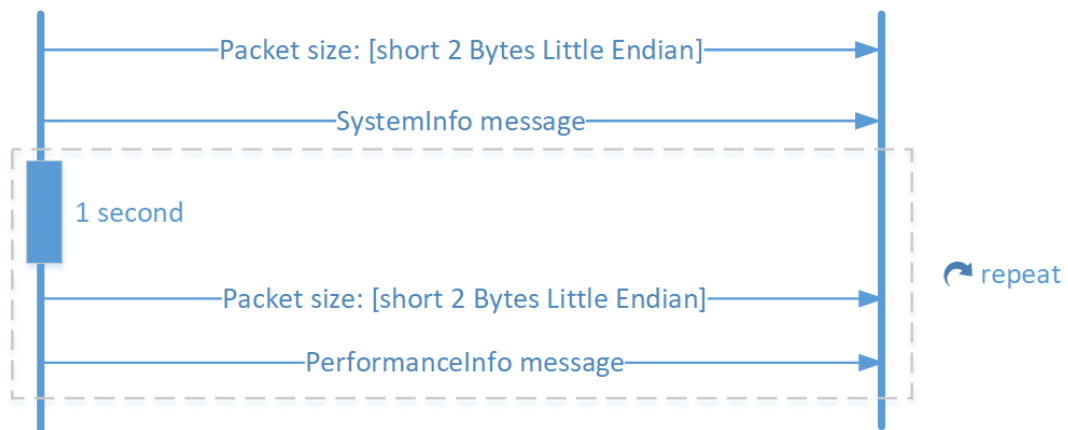 Packet size: [short 2 Bytes Little Endian]
SystemInfo message
1 second
Packet size: [short 2 Bytes Little Endian]
repeat
PerformanceInfo message